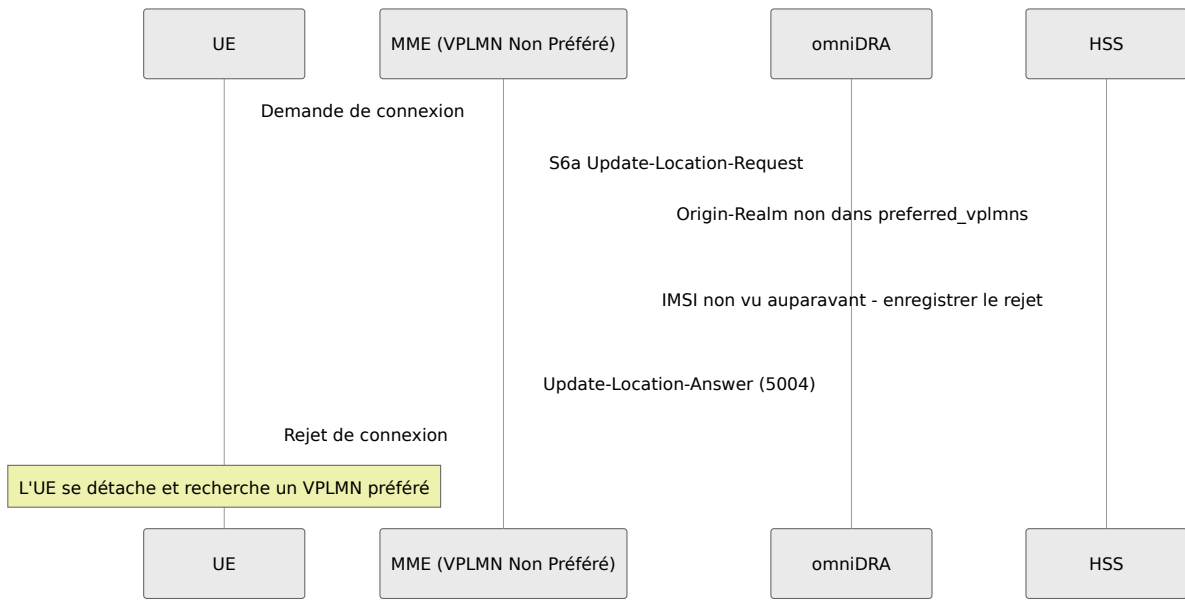 UE
MME (VPLMN Non Préféré)
omniDRA
HSS
Demande de connexion
S6a Update-Location-Request
Origin-Realm non dans preferred_vplmns
IMSI non vu auparavant - enregistrer le rejet
Update-Location-Answer (5004)
Rejet de connexion
L'UE se détache et recherche un VPLMN préféré
UE
MME (VPLMN Non Préféré)
omniDRA
HSS